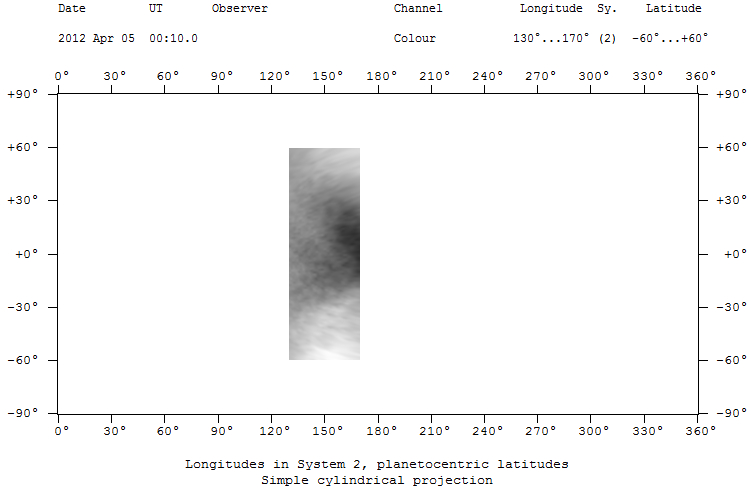 Date UT Observer Channel Longitude Sy. Latitude
2012 Apr 05 00:10.0 Colour 130°...170° (2) -60°...+60°
0° 30° 60° 90° 120° 150° 180° 210° 240° 270° 300° 330° 360°
+90° +90°
+60° +60°
+30° +30°
+0° +0°
-30° -30°
-60° -60°
-90° -90°
0° 30° 60° 90° 120° 150° 180° 210° 240° 270° 300° 330° 360°
Longitudes in System 2, planetocentric latitudes
Simple cylindrical projection